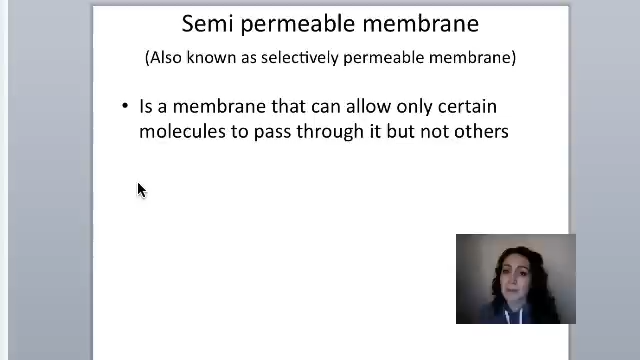 Semi permeable membrane
(Also known as selectively permeable membrane)
• Is a membrane that can allow only certain
molecules to pass through it but not others